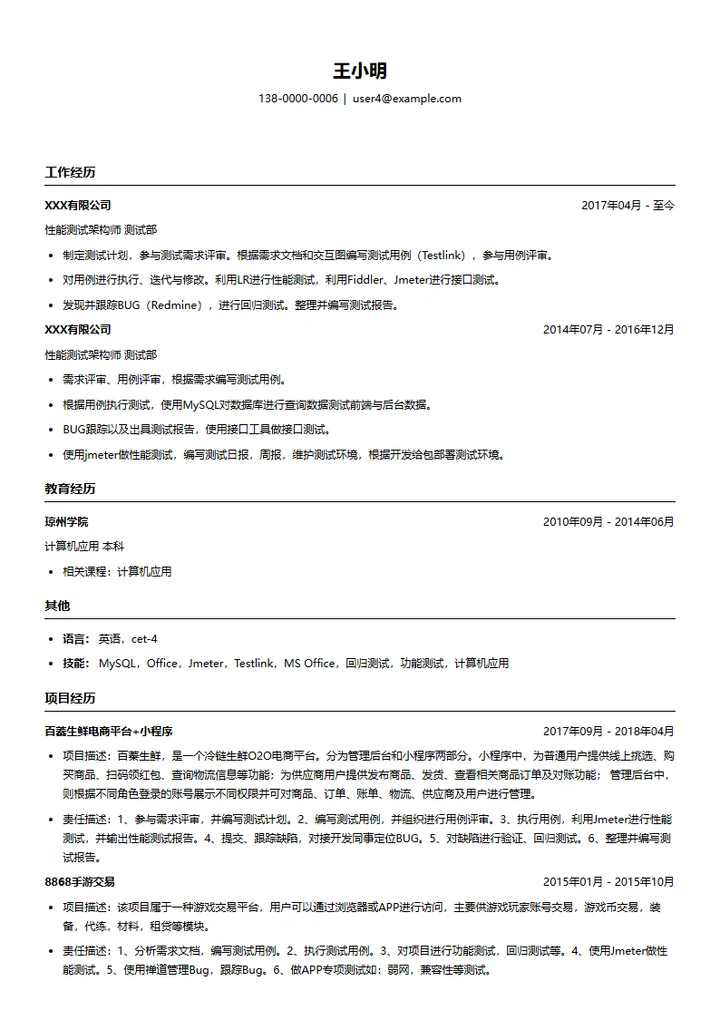 王小明
138-0000-0006 | user4@example.com
工作经历
XXX有限公司 2017年04月 - 至今
性能测试架构师 测试部
• 制定测试计划，参与测试需求评审。根据需求文档和交互图编写测试用例（Testlink），参与用例评审。
• 对用例进行执行、迭代与修改。利用LR进行性能测试，利用Fiddler、Jmeter进行接口测试。
• 发现并跟踪BUG（Redmine），进行回归测试。整理并编写测试报告。
XXX有限公司 2014年07月 - 2016年12月
性能测试架构师 测试部
• 需求评审、用例评审，根据需求编写测试用例。
• 根据用例执行测试，使用MySQL对数据库进行查询数据测试前端与后台数据。
• BUG跟踪以及出具测试报告，使用接口工具做接口测试。
• 使用jmeter做性能测试，编写测试日报，周报，维护测试环境，根据开发给包部署测试环境。
教育经历
琼州学院 2010年09月 - 2014年06月
计算机应用 本科
• 相关课程：计算机应用
其他
• 语言： 英语，cet-4
• 技能： MySQL，Office，Jmeter，Testlink，MS Office，回归测试，功能测试，计算机应用
项目经历
百蓁生鲜电商平台+小程序 2017年09月 - 2018年04月
• 项目描述：百蓁生鲜，是一个冷链生鲜O2O电商平台。分为管理后台和小程序两部分。小程序中，为普通用户提供线上挑选、购
买商品、扫码领红包、查询物流信息等功能；为供应商用户提供发布商品、发货、查看相关商品订单及对账功能； 管理后台中，
则根据不同角色登录的账号展示不同权限并可对商品、订单、账单、物流、供应商及用户进行管理。
• 责任描述：1、参与需求评审，并编写测试计划。2、编写测试用例，并组织进行用例评审。3、执行用例，利用Jmeter进行性能
测试，并输出性能测试报告。4、提交、跟踪缺陷，对接开发同事定位BUG。5、对缺陷进行验证、回归测试。6、整理并编写测
试报告。
8868手游交易 2015年01月 - 2015年10月
• 项目描述：该项目属于一种游戏交易平台，用户可以通过浏览器或APP进行访问，主要供游戏玩家账号交易，游戏币交易，装
备，代练，材料，租贷等模块。
• 责任描述：1、分析需求文档，编写测试用例。2、执行测试用例。3、对项目进行功能测试，回归测试等。4、使用Jmeter做性
能测试。5、使用禅道管理Bug，跟踪Bug。6、做APP专项测试如：弱网，兼容性等测试。